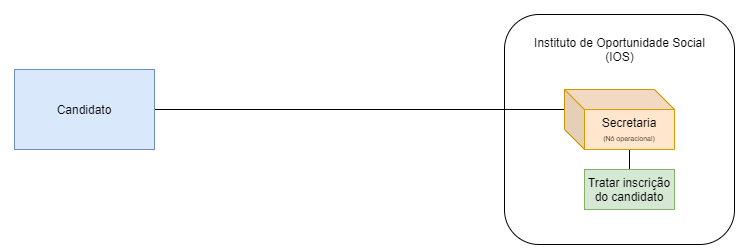 Instituto de Oportunidade Social
(IOS)
Candidato
Secretaria
(Nó operacional)
Tratar inscrição
do candidato